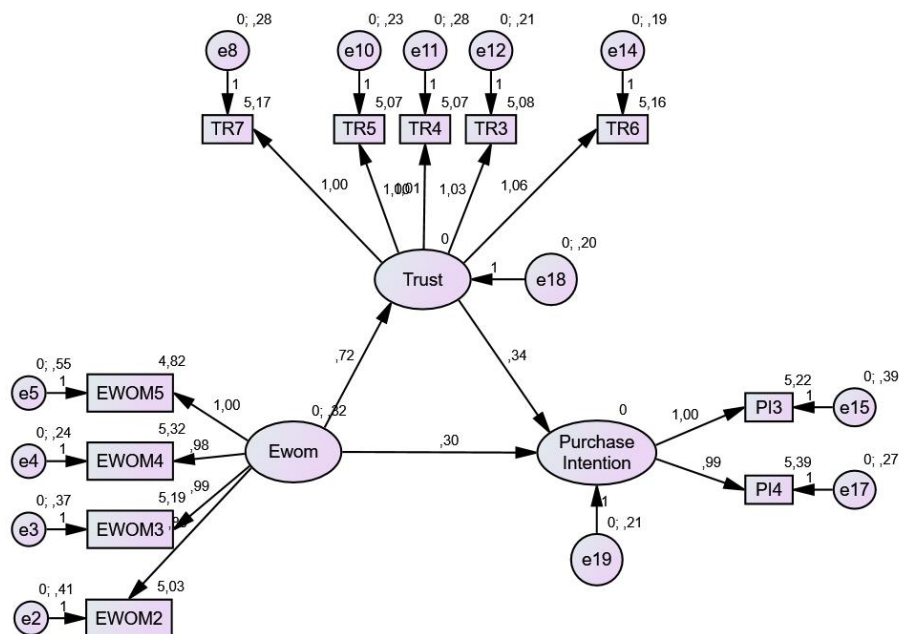 0; ,28
0; ,23
0; ,28
0; ,21
0; ,19
e8
e10
e11
e12
e14
1
1
1
1
1
5,17
5,07
5,07
5,08
5,16
TR7
TR5
TR4
TR3
TR6
1,00
1,00
1,01
1,03
1,06
0
0; ,20
Trust
1
e18
,72
,34
0; ,55
4,82
e5
1
EWOM5
1,00
0; ,32
0
5,22
0; ,39
PI3
1
e15
1,00
0; ,24
5,32
e4
1
EWOM4
,98
Ewom
,30
Purchase
Intention
,99
5,39
0; ,27
PI4
1
e17
0; ,37
5,19
,99
e3
1
EWOM3
1
0; ,21
e19
0; ,41
5,03
e2
1
EWOM2